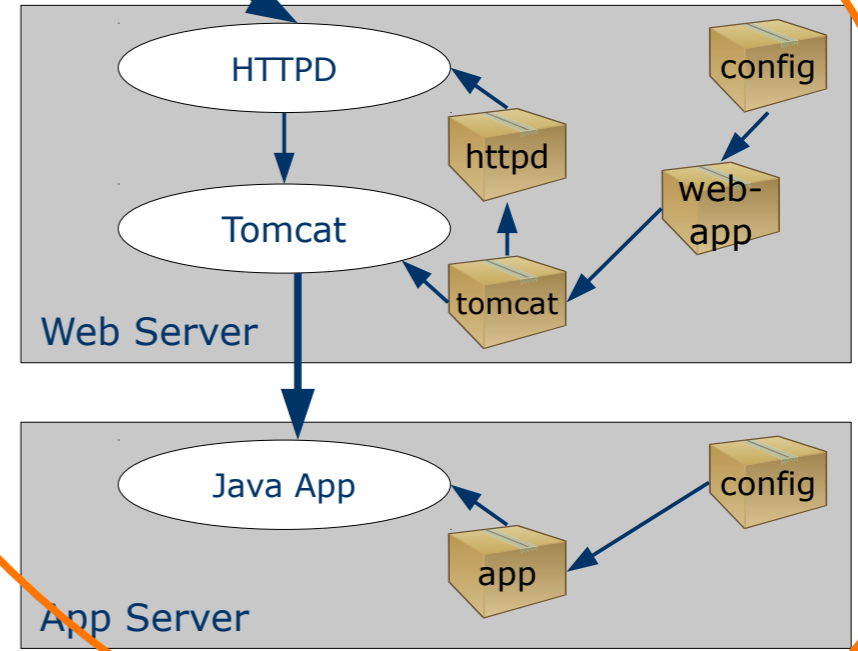 HTTPD
config
httpd
web-
app
Tomcat
tomcat
Web Server
Java App
config
app
App Server